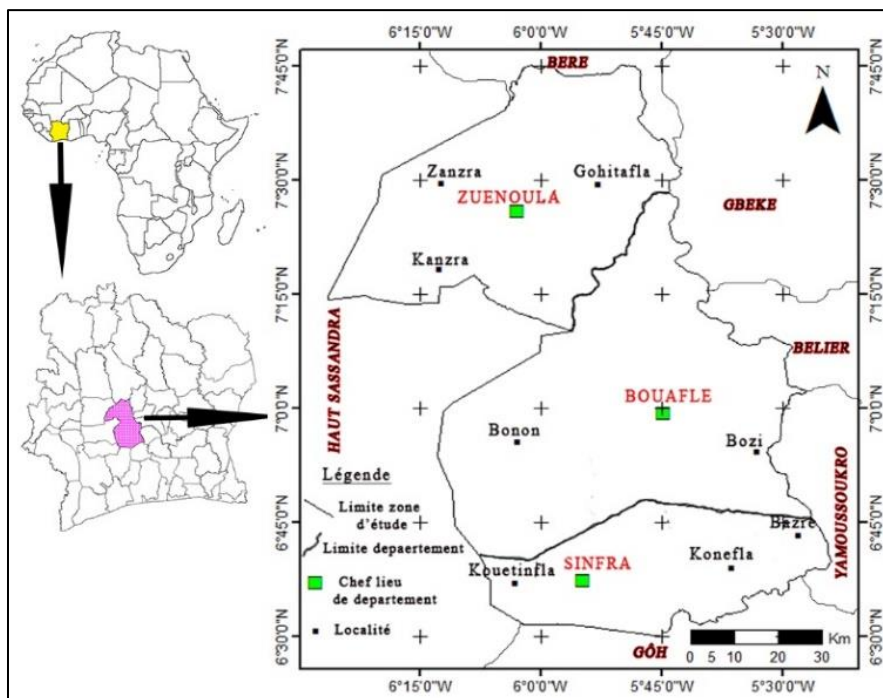 6°15'0"W 6°0'0"W 5°45'0"W 5°30'0"W
BERE
N
7°45'0"N 7°45'0"N
Zanzra Gohitafla
7°30'0"N 7°30'0"N
ZUENOULA
GBEKE
Kanzra
7°15'0"N 7°15'0"N
HAUT SASSANDRA
BELIER
BOUAFLE
7°0'0"N 7°0'0"N
Bonon Bozi
Légende
Limite zone
d'étude
Limite depaertement
Chef lieu
de departement
Localité
6°45'0"N 6°45'0"N
Bazre
YAMOUSSOUKRO
Kouetinfla SINFRA Konefla
6°30'0"N 6°30'0"N
GÔH
Km
0 5 10 20 30
6°15'0"W 6°0'0"W 5°45'0"W 5°30'0"W